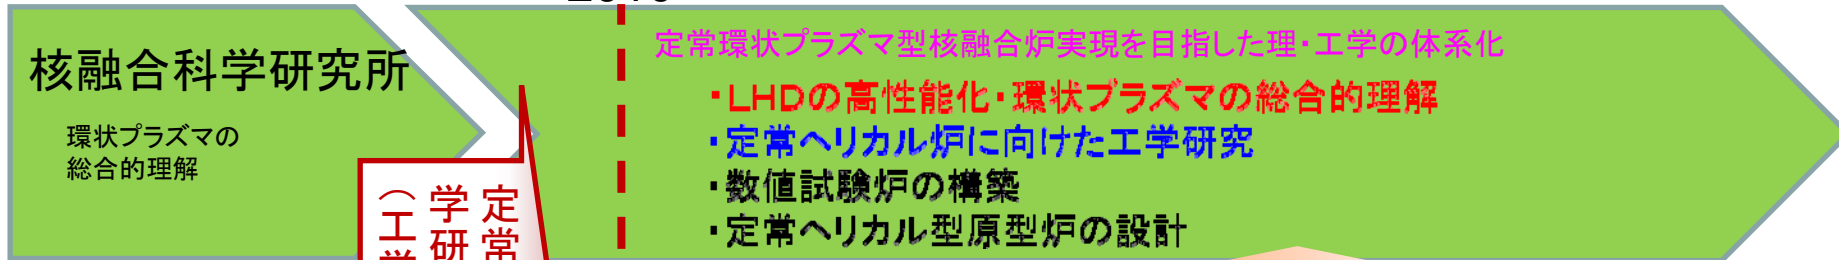 核融合科学研究所
環状プラズマの
総合的理解
定常環状プラズマ型核融合炉実現を目指した理・工学の体系化
・LHDの高性能化・環状プラズマの総合的理解
・定常ヘリカル炉に向けた工学研究
・数値試験炉の構築
・定常ヘリカル型原型炉の設計
定常
学研
（工学